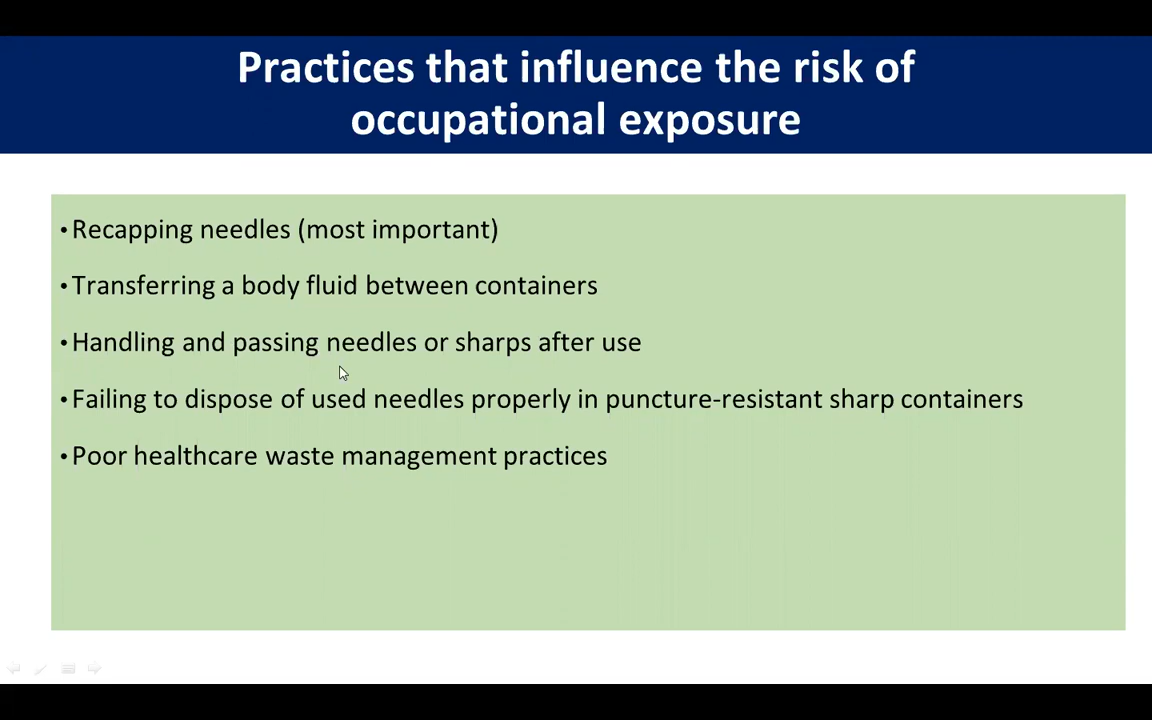 Practices that influence the risk of
occupational exposure
• Recapping needles (most important)
• Transferring a body fluid between containers
• Handling and passing needles or sharps after use
• Failing to dispose of used needles properly in puncture-resistant sharp containers
• Poor healthcare waste management practices